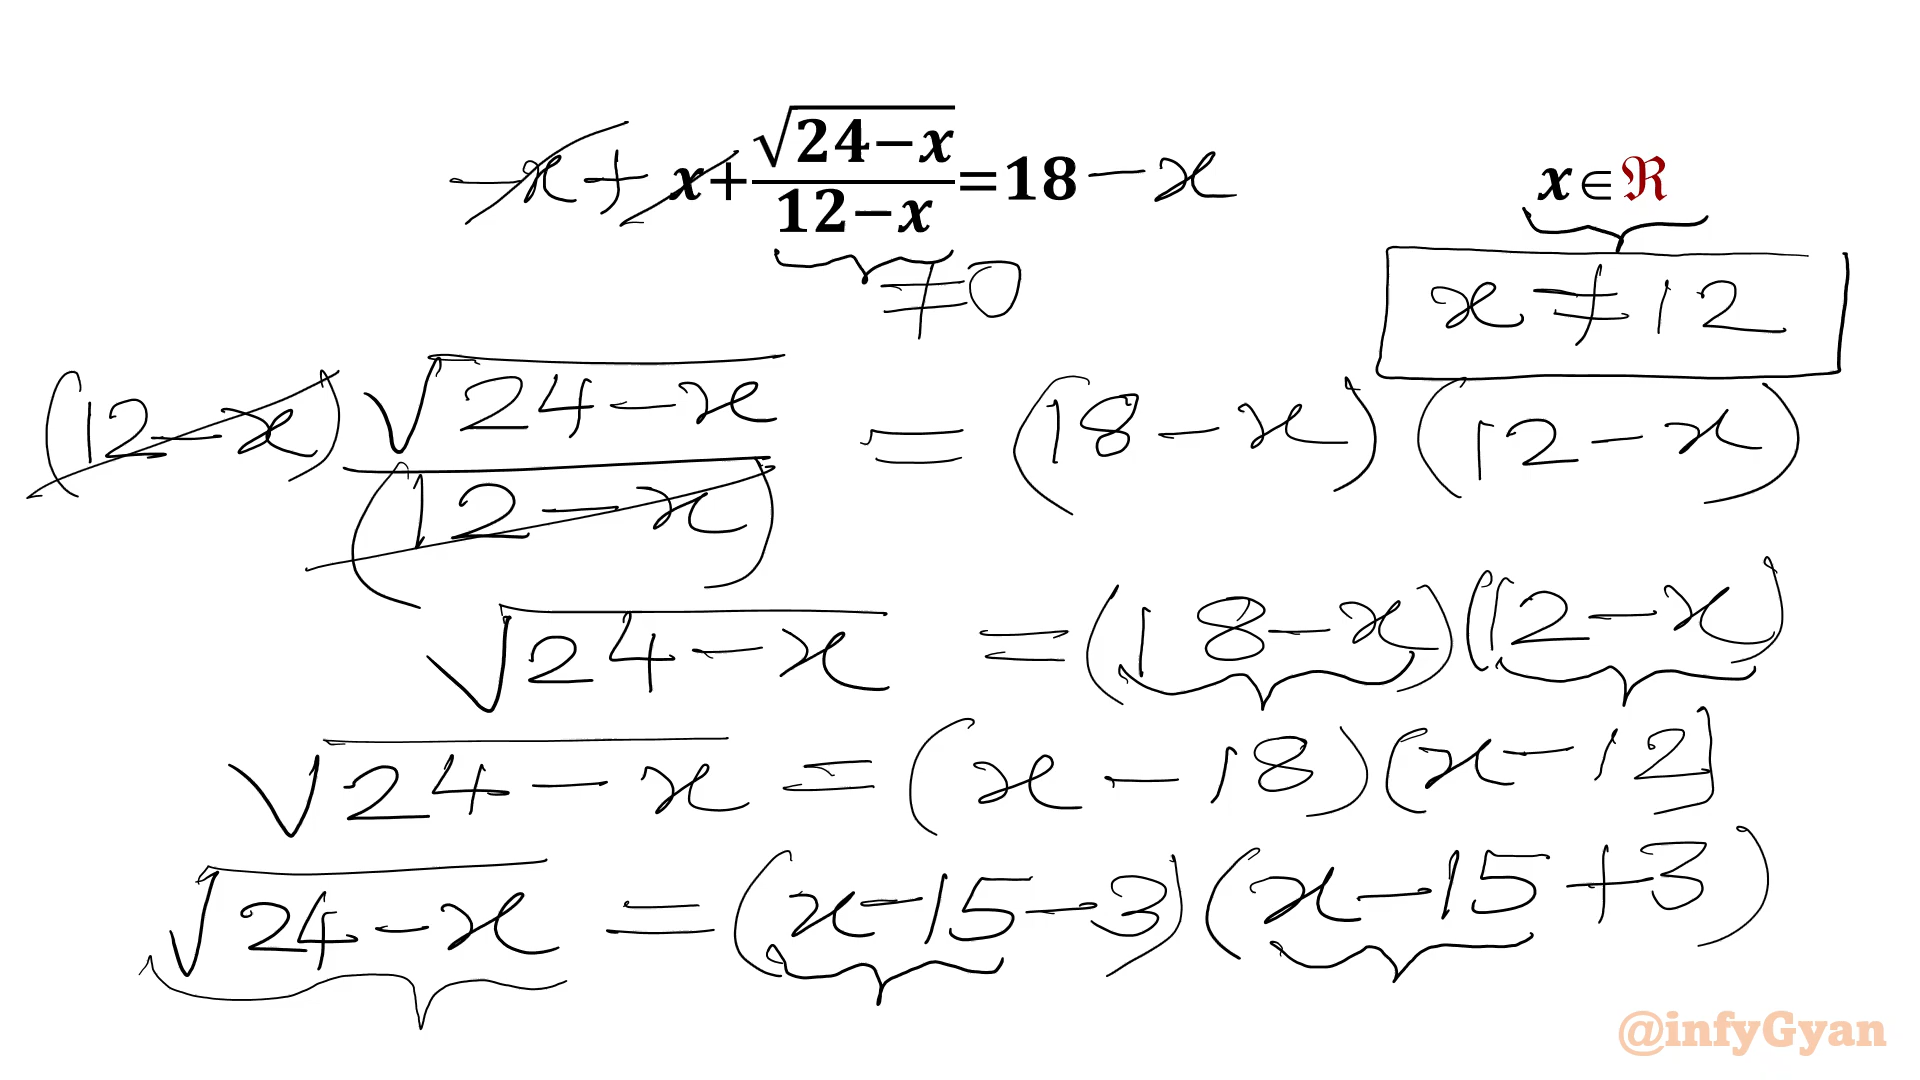 -x + x+√(24-x)/(12-x)=18 - x x∈ℜ
≠0 x ≠ 12
(12-x) √(24-x)/(12-x) = (18-x)(12-x)
√(24-x) = (18-x)(12-x)
√(24-x) = (x-18)(x-12)
√(24-x) = (x-15-3)(x-15+3)
@infyGyan